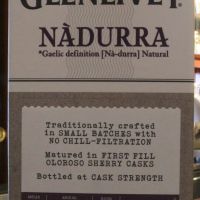 GLENLIVET
NÀDURRA
*Gaelic definition [Nà-durra] Natural
Traditionally crafted
in SMALL BATCHES with
NO CHILL-FILTRATION
Matured in FIRST FILL
OLOROSO SHERRY CASKS
Bottled at CASK STRENGTH